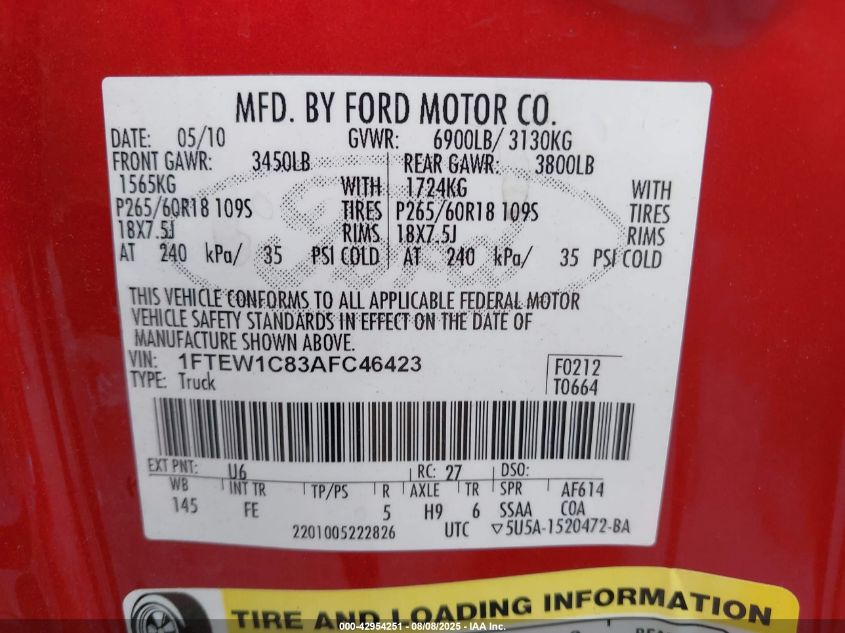 MFD. BY FORD MOTOR CO.
DATE: 05/10 GVWR: 6900LB/ 3130KG
FRONT GAWR: 3450LB REAR GAWR: 3800LB
1565KG WITH 1724KG WITH
P265/60R18 109S TIRES P265/60R18 109S TIRES
18X7.5J RIMS 18X7.5J RIMS
AT 240 kPa/ 35 PSI COLD AT 240 kPa/ 35 PSI COLD
Ford
THIS VEHICLE CONFORMS TO ALL APPLICABLE FEDERAL MOTOR
VEHICLE SAFETY STANDARDS IN EFFECT ON THE DATE OF
MANUFACTURE SHOWN ABOVE.
VIN: 1FTEW1C83AFC46423 F0212
TYPE: Truck T0664
EXT PNT: U6 RC: 27 DSO:
WB INT TR TP/PS R AXLE TR SPR AF614
145 FE 5 H9 6 SSAA COA
2201005222826 UTC ▽5U5A-1520472-BA
TIRE AND LOADING INFORMATION
000-42954251 - 08/08/2025 - IAA Inc.